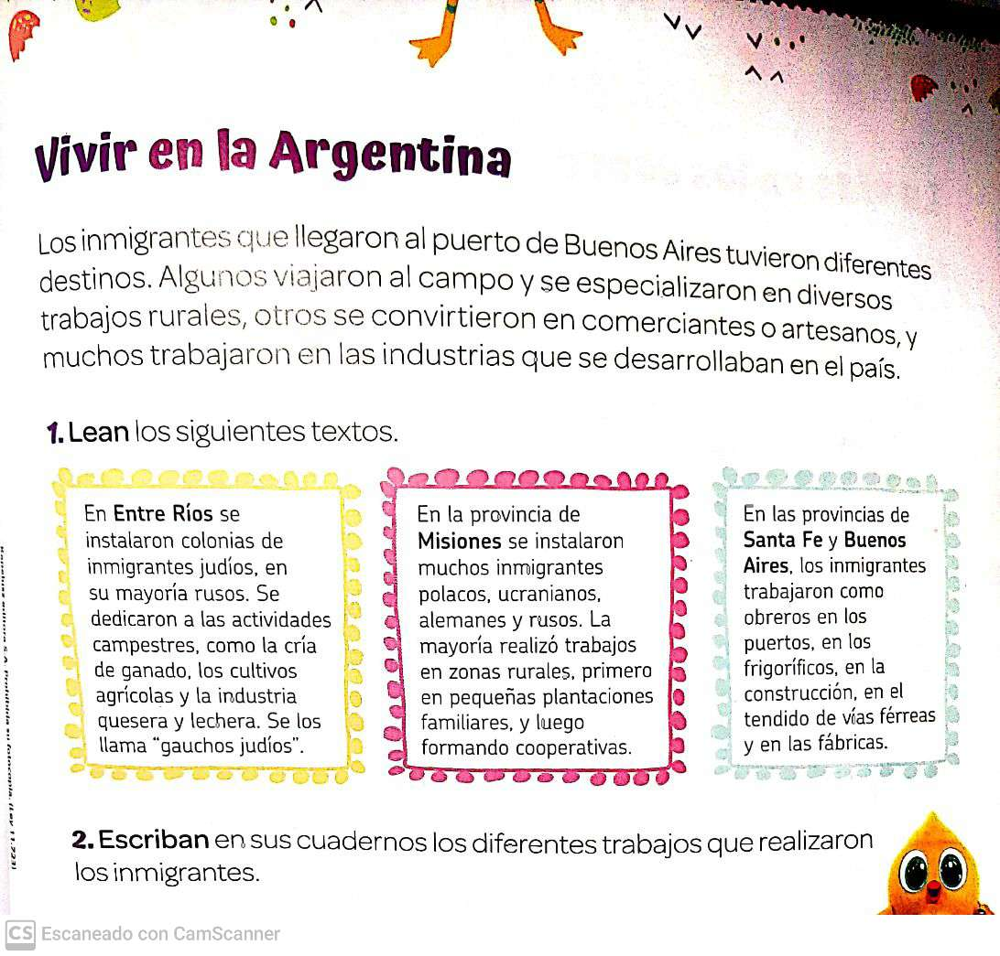 Vivir en la Argentina
Los inmigrantes que llegaron al puerto de Buenos Aires tuvieron diferentes
destinos. Algunos viajaron al campo y se especializaron en diversos
trabajos rurales, otros se convirtieron en comerciantes o artesanos, y
muchos trabajaron en las industrias que se desarrollaban en el país.
1. Lean los siguientes textos.
En Entre Ríos se
instalaron colonias de
inmigrantes judíos, en
su mayoría rusos. Se
dedicaron a las actividades
campestres, como la cría
de ganado, los cultivos
agrícolas y la industria
quesera y lechera. Se los
llama “gauchos judíos”.
En la provincia de
Misiones se instalaron
muchos inmigrantes
polacos, ucranianos,
alemanes y rusos. La
mayoría realizó trabajos
en zonas rurales, primero
en pequeñas plantaciones
familiares, y luego
formando cooperativas.
En las provincias de
Santa Fe y Buenos
Aires, los inmigrantes
trabajaron como
obreros en los
puertos, en los
frigoríficos, en la
construcción, en el
tendido de vías férreas
y en las fábricas.
2. Escriban en sus cuadernos los diferentes trabajos que realizaron
los inmigrantes.
S.A. Prohibida su fotocopia. (Ley 11.723)
CS Escaneado con CamScanner